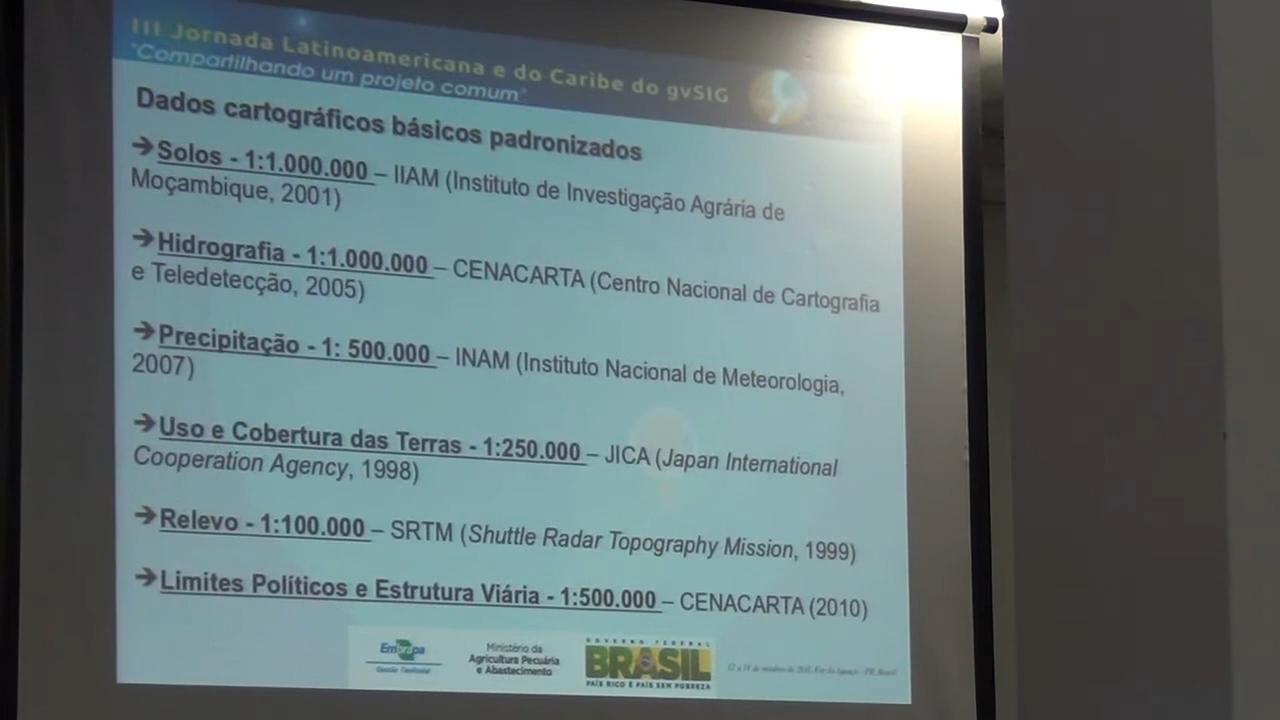 III Jornada Latinoamericana e do Caribe do gvSIG
"Compartilhando um projeto comum"
Dados cartográficos básicos padronizados
➔Solos - 1:1.000.000 – IIAM (Instituto de Investigação Agrária de
Moçambique, 2001)
➔Hidrografia - 1:1.000.000 – CENACARTA (Centro Nacional de Cartografia
e Teledetecção, 2005)
➔Precipitação - 1: 500.000 – INAM (Instituto Nacional de Meteorologia,
2007)
➔Uso e Cobertura das Terras - 1:250.000 – JICA (Japan International
Cooperation Agency, 1998)
➔Relevo - 1:100.000 – SRTM (Shuttle Radar Topography Mission, 1999)
➔Limites Políticos e Estrutura Viária - 1:500.000 – CENACARTA (2010)
Embrapa
Gestão Territorial
Ministério da
Agricultura Pecuária
e Abastecimento
GOVERNO FEDERAL
BRASIL
PAÍS RICO É PAÍS SEM POBREZA